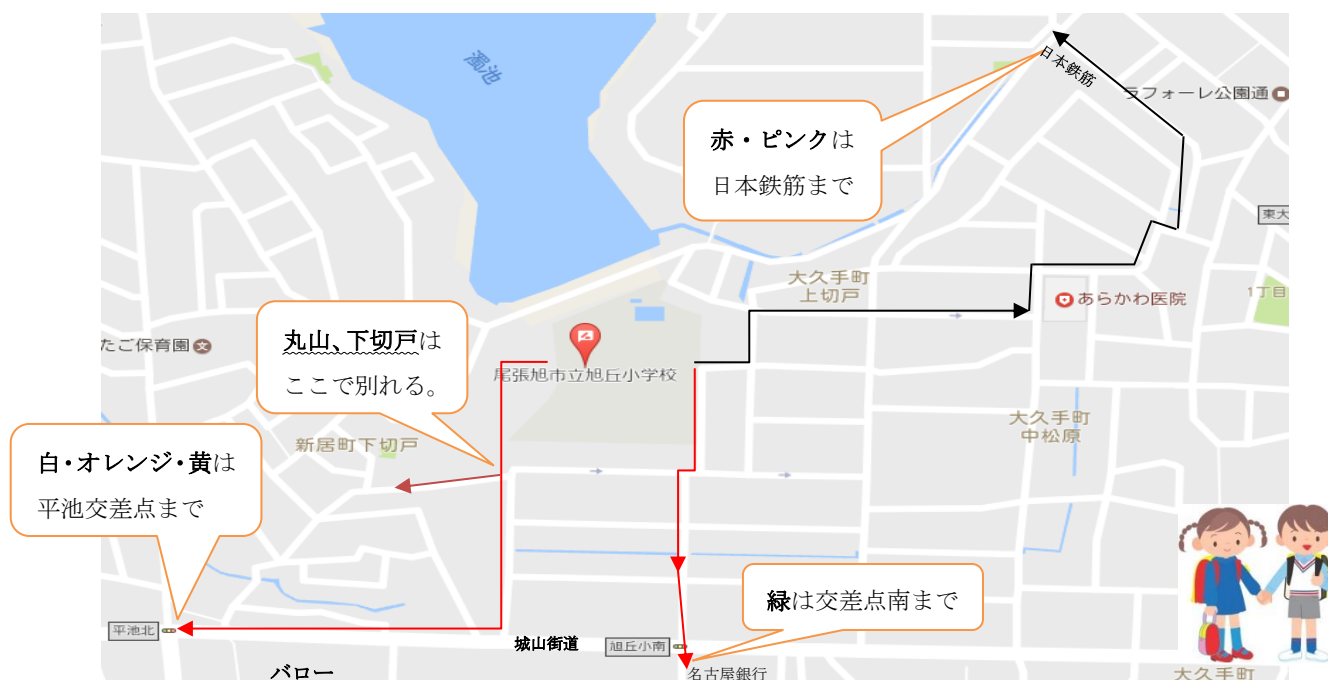 濁池
日本鉄筋
ラフォーレ公園通
赤・ピンクは
日本鉄筋まで
東大
大久手町
上切戸
あらかわ医院
1丁目
丸山、下切戸は
ここで別れる。
たご保育園
尾張旭市立旭丘小学校
大久手町
中松原
新居町下切戸
白・オレンジ・黄は
平池交差点まで
緑は交差点南まで
平池北
城山街道
旭丘小南
バロー
名古屋銀行
大久手町